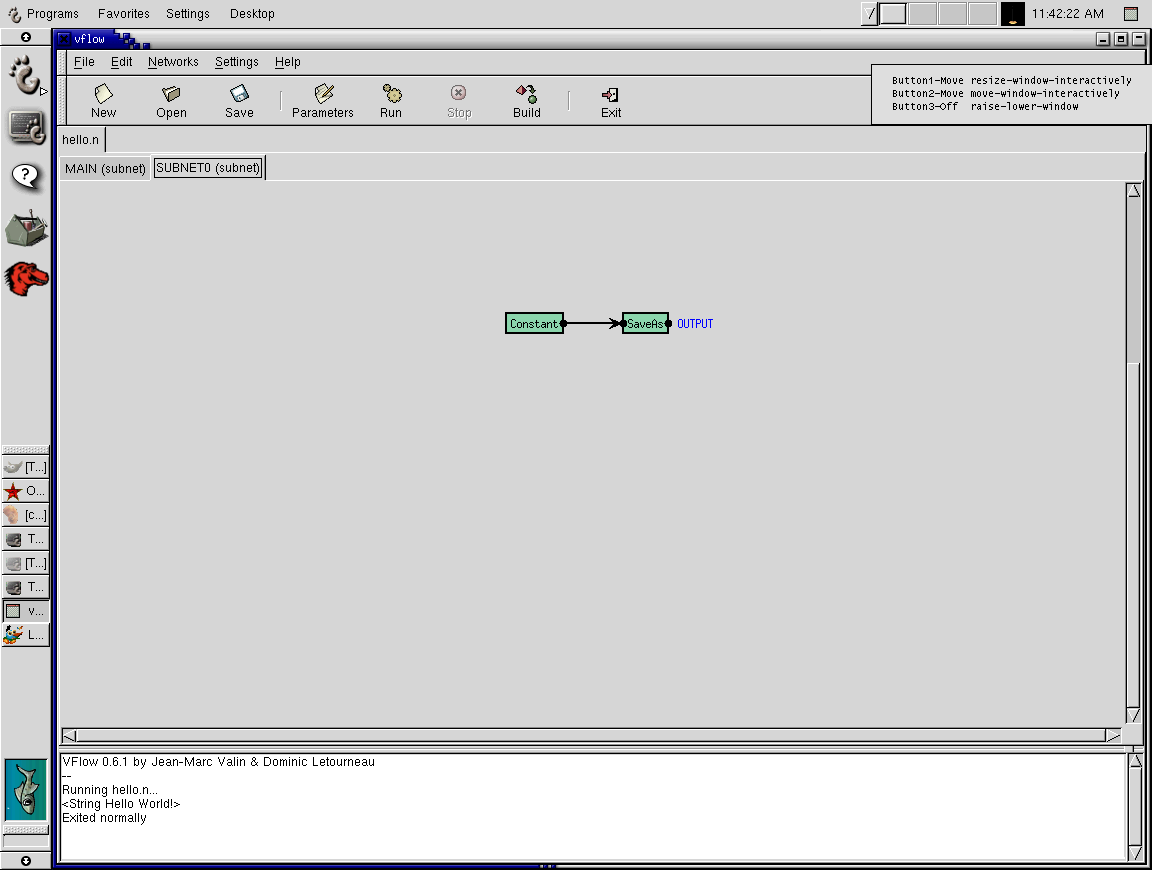 Programs Favorites Settings Desktop 11:42:22 AM
vflow
File Edit Networks Settings Help
Button1-Move resize-window-interactively
Button2-Move move-window-interactively
Button3-Off raise-lower-window
New Open Save Parameters Run Stop Build Exit
hello.n
MAIN (subnet) SUBNET0 (subnet)
?
Constant SaveAs OUTPUT
[T...]
O...
[c...]
T...
[T...]
T...
v...
L...
VFlow 0.6.1 by Jean-Marc Valin & Dominic Letourneau
--
Running hello.n...
<String Hello World!>
Exited normally